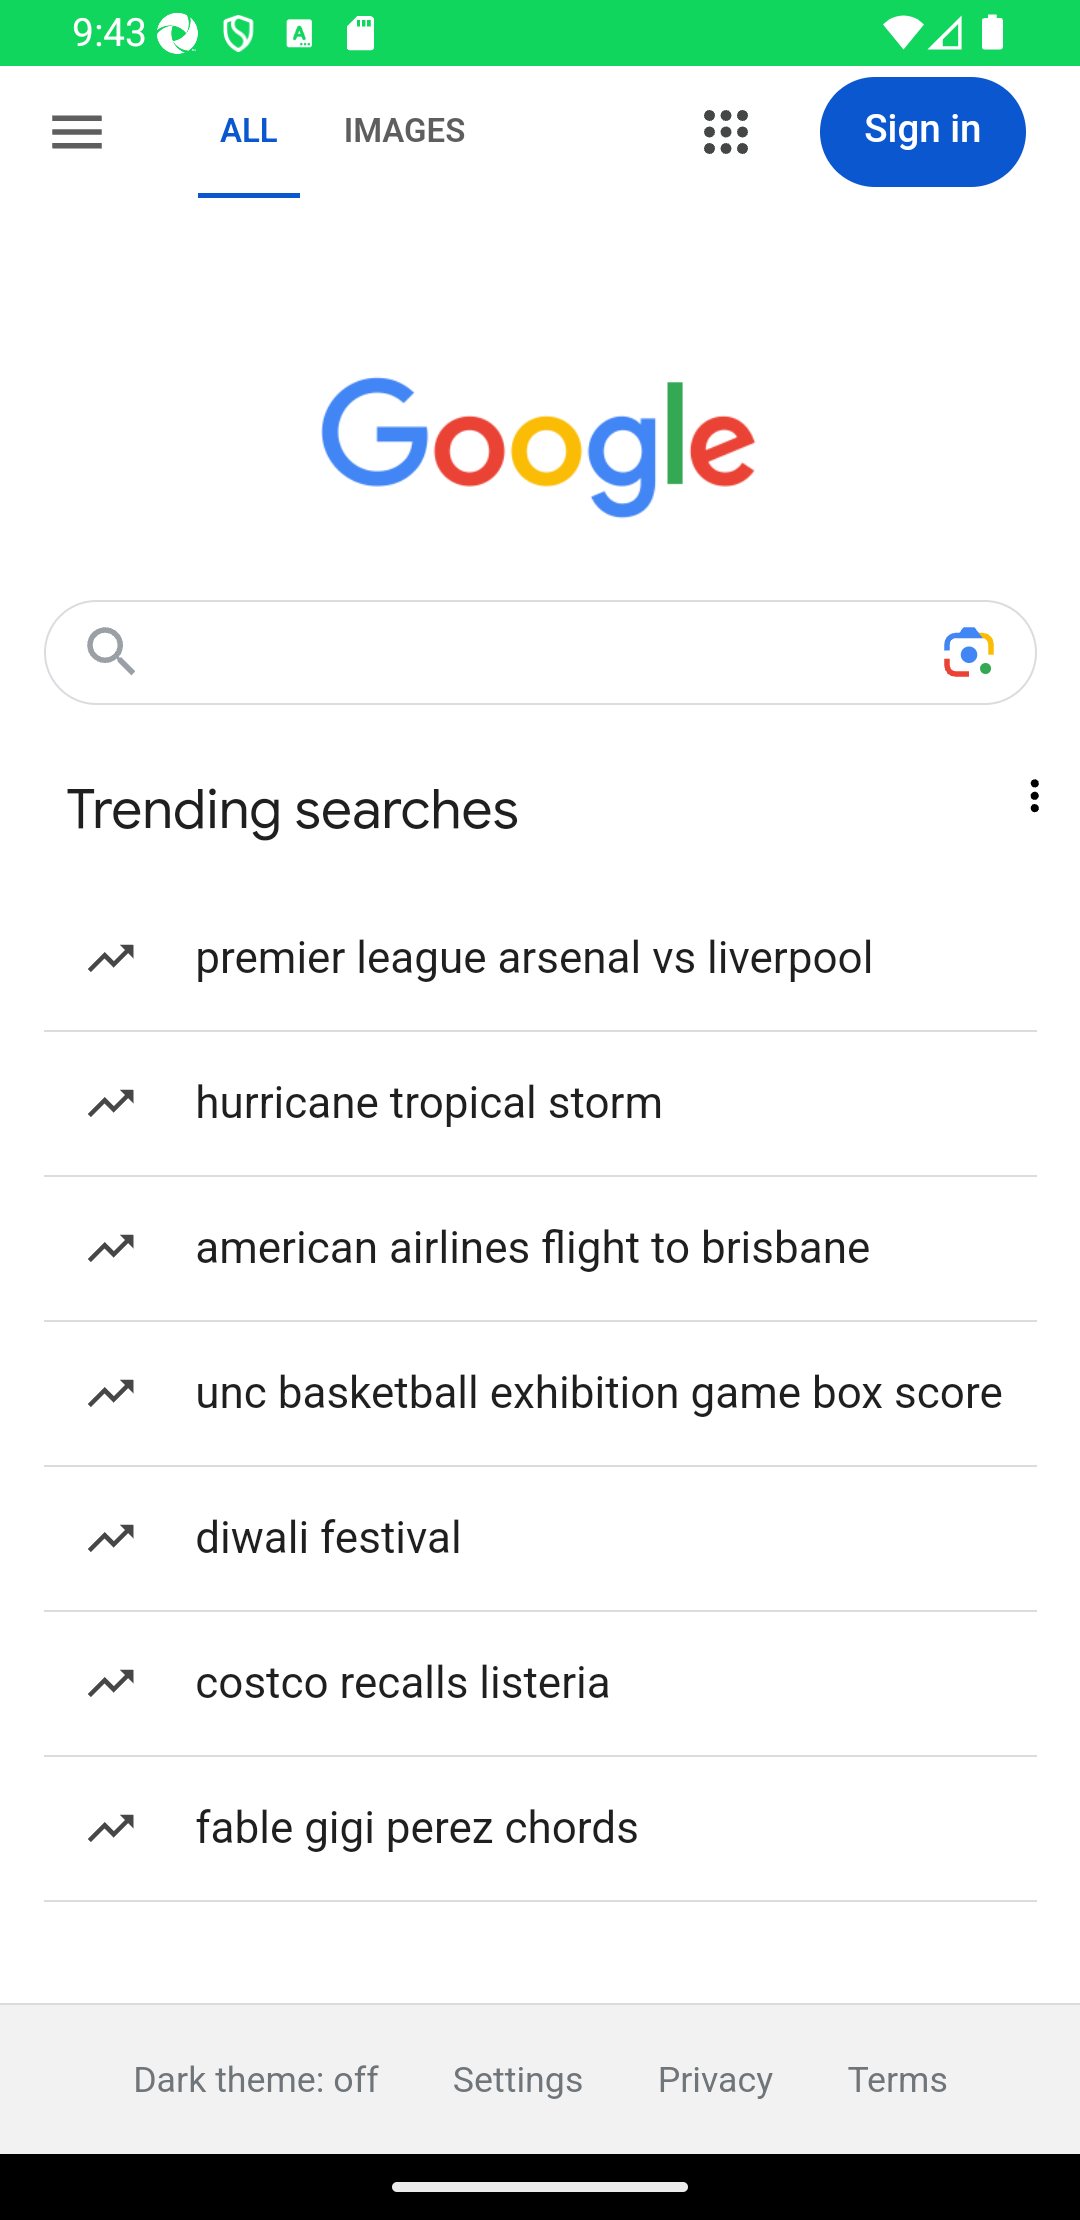 9:43
ALL IMAGES Sign in
Google
Trending searches
premier league arsenal vs liverpool
hurricane tropical storm
american airlines flight to brisbane
unc basketball exhibition game box score
diwali festival
costco recalls listeria
fable gigi perez chords
Dark theme: off Settings Privacy Terms